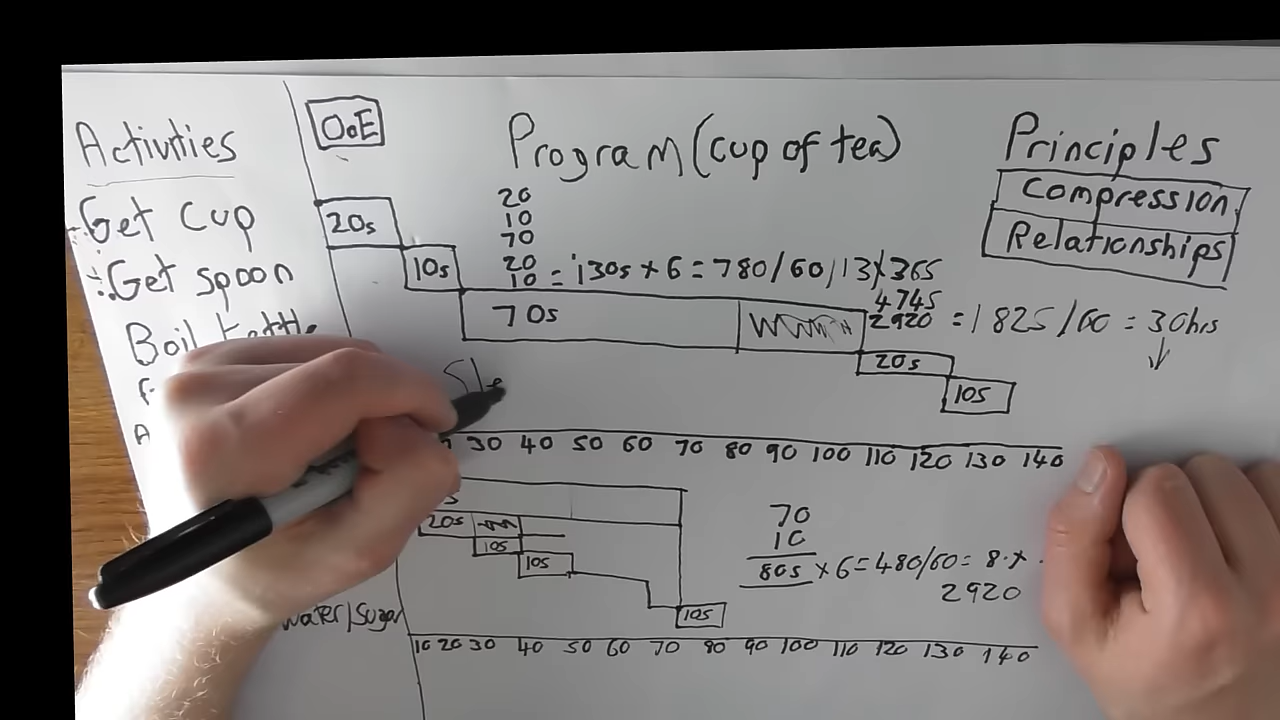 Activities
Get Cup
Get spoon
Boil kettle
water/sugar
OoE
Program (cup of tea)
20s
10s
70s
20s
10s
20
10
70
20
10 = 130s × 6 = 780/60, 13 × 365
4745
2920 = 1825/60 = 30hrs
Principles
Compression
Relationships
30 40 50 60 70 80 90 100 110 120 130 140
20s
10s
10s
10s
70
10
80s × 6 = 480/60 = 8 ×
2920
10 20 30 40 50 60 70 80 90 100 110 120 130 140